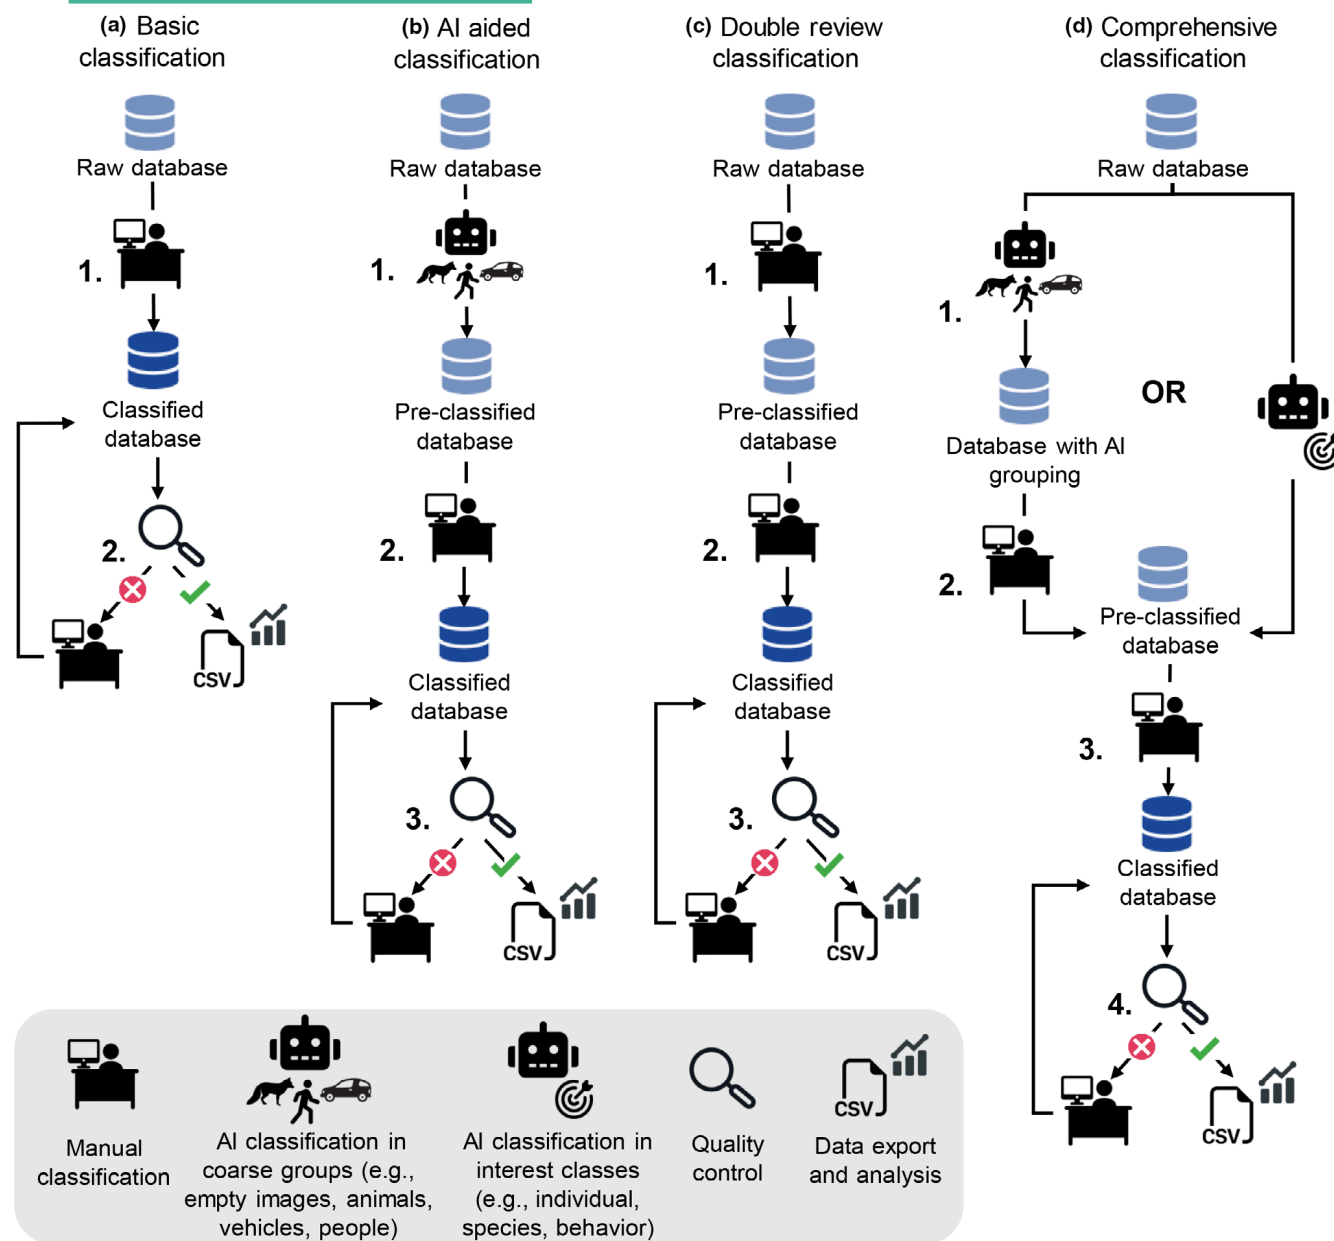 (a) Basic
classification
Raw database
1.
Classified
database
2.
CSV
(b) AI aided
classification
Raw database
1.
Pre-classified
database
2.
Classified
database
3.
CSV
(c) Double review
classification
Raw database
1.
Pre-classified
database
2.
Classified
database
3.
CSV
(d) Comprehensive
classification
Raw database
1.
OR
Database with AI
grouping
2.
Pre-classified
database
3.
Classified
database
4.
CSV
Manual
classification
AI classification in
coarse groups (e.g.,
empty images, animals,
vehicles, people)
AI classification in
interest classes
(e.g., individual,
species, behavior)
Quality
control
CSV
Data export
and analysis